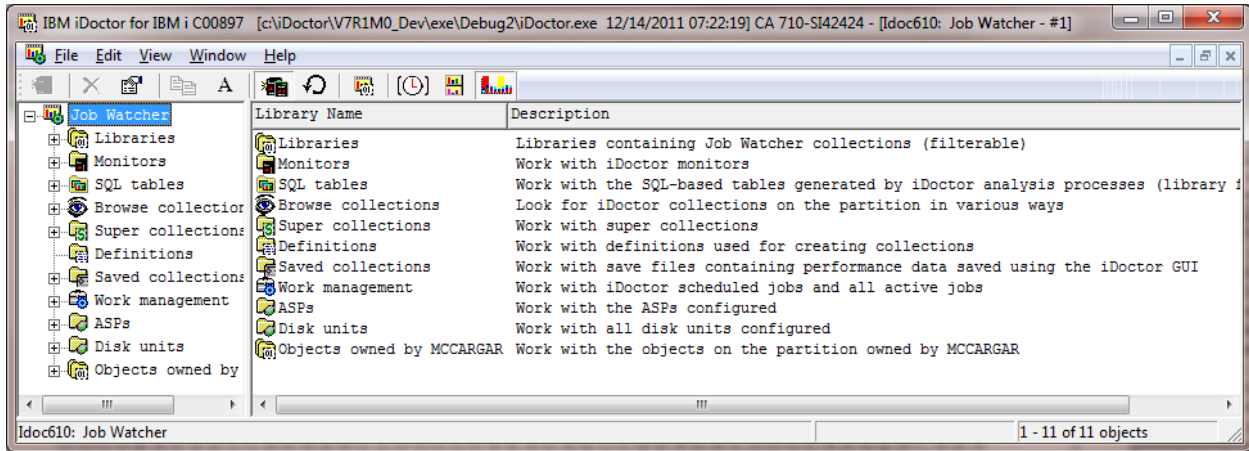 IBM iDoctor for IBM i C00897 [c:\iDoctor\V7R1M0_Dev\exe\Debug2\iDoctor.exe 12/14/2011 07:22:19] CA 710-SI42424 - [Idoc610: Job Watcher - #1]
File Edit View Window Help
A
Job Watcher
Libraries
Monitors
SQL tables
Browse collection
Super collections
Definitions
Saved collections
Work management
ASPs
Disk units
Objects owned by
Library Name Description
Libraries Libraries containing Job Watcher collections (filterable)
Monitors Work with iDoctor monitors
SQL tables Work with the SQL-based tables generated by iDoctor analysis processes (library f
Browse collections Look for iDoctor collections on the partition in various ways
Super collections Work with super collections
Definitions Work with definitions used for creating collections
Saved collections Work with save files containing performance data saved using the iDoctor GUI
Work management Work with iDoctor scheduled jobs and all active jobs
ASPs Work with the ASPs configured
Disk units Work with all disk units configured
Objects owned by MCCARGAR Work with the objects on the partition owned by MCCARGAR
Idoc610: Job Watcher 1 - 11 of 11 objects